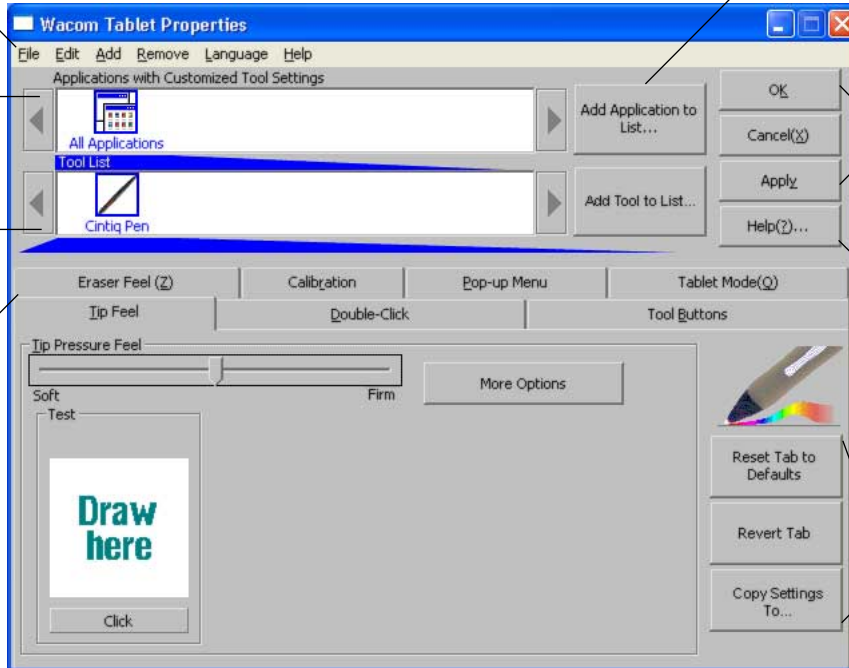 Wacom Tablet Properties
File Edit Add Remove Language Help
Applications with Customized Tool Settings
All Applications
Add Application to
List...
OK
Cancel(X)
Tool List
Cintiq Pen
Add Tool to List...
Apply
Help(?)...
Eraser Feel (Z) Calibration Pop-up Menu Tablet Mode(Q)
Tip Feel Double-Click Tool Buttons
Tip Pressure Feel
Soft Firm
More Options
Test
Draw
here
Click
Reset Tab to
Defaults
Revert Tab
Copy Settings
To...